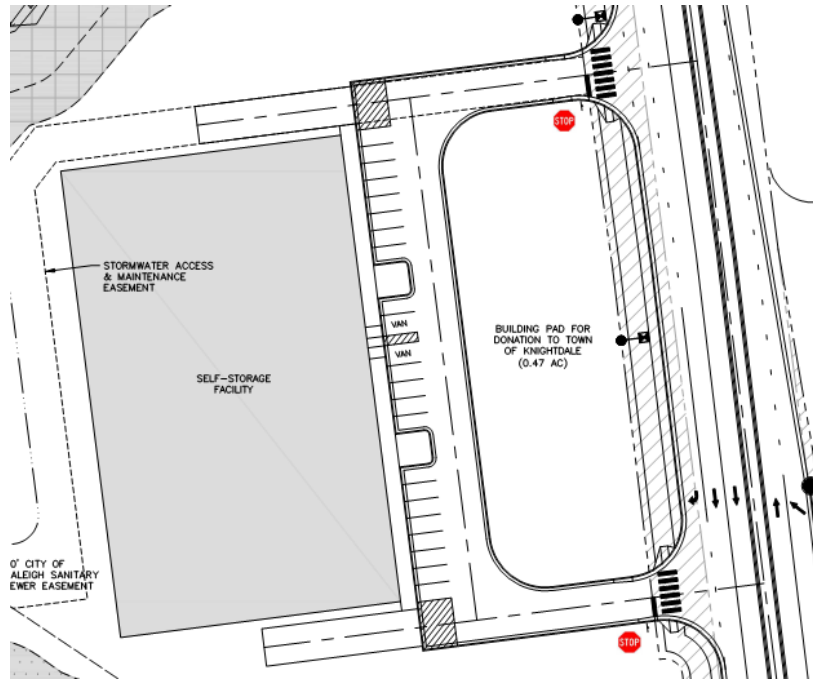 STOP
STORMWATER ACCESS
& MAINTENANCE
EASEMENT
VAN
VAN
BUILDING PAD FOR
DONATION TO TOWN
OF KNIGHTDALE
(0.47 AC)
SELF-STORAGE
FACILITY
0' CITY OF
ALEIGH SANITARY
EWER EASEMENT
STOP